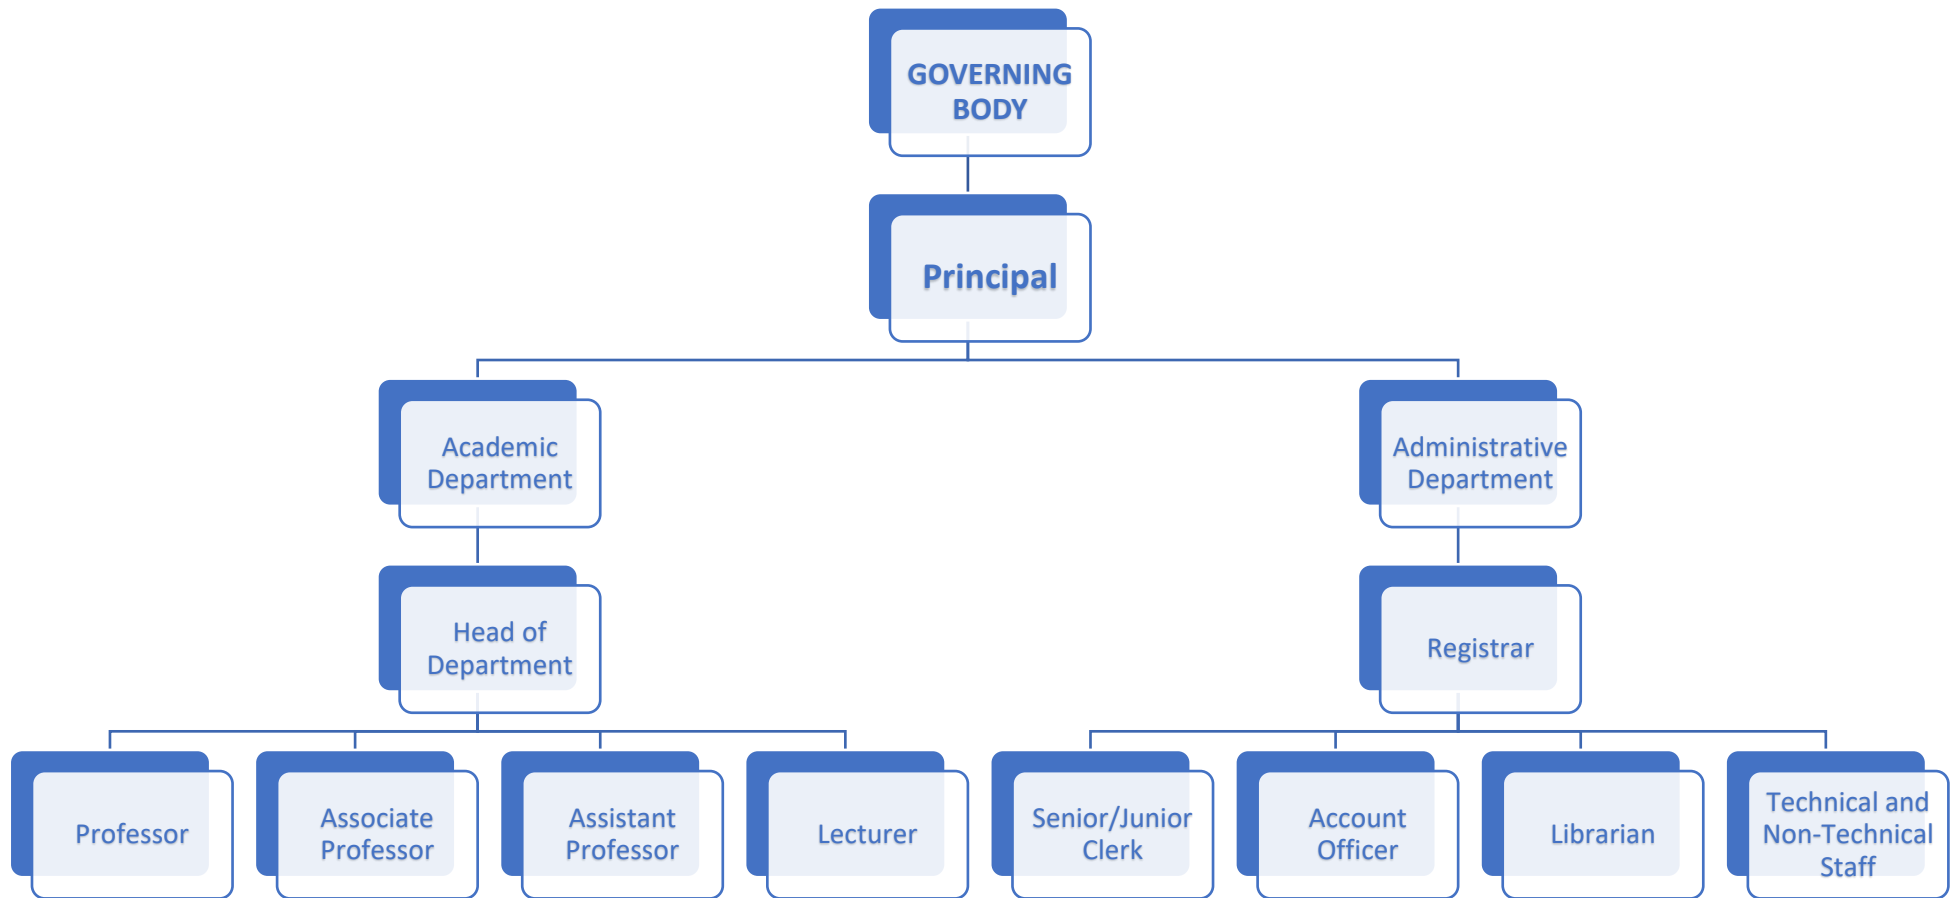 GOVERNING
BODY
Principal
Academic
Department
Administrative
Department
Head of
Department
Registrar
Professor
Associate
Professor
Assistant
Professor
Lecturer
Senior/Junior
Clerk
Account
Officer
Librarian
Technical and
Non-Technical
Staff